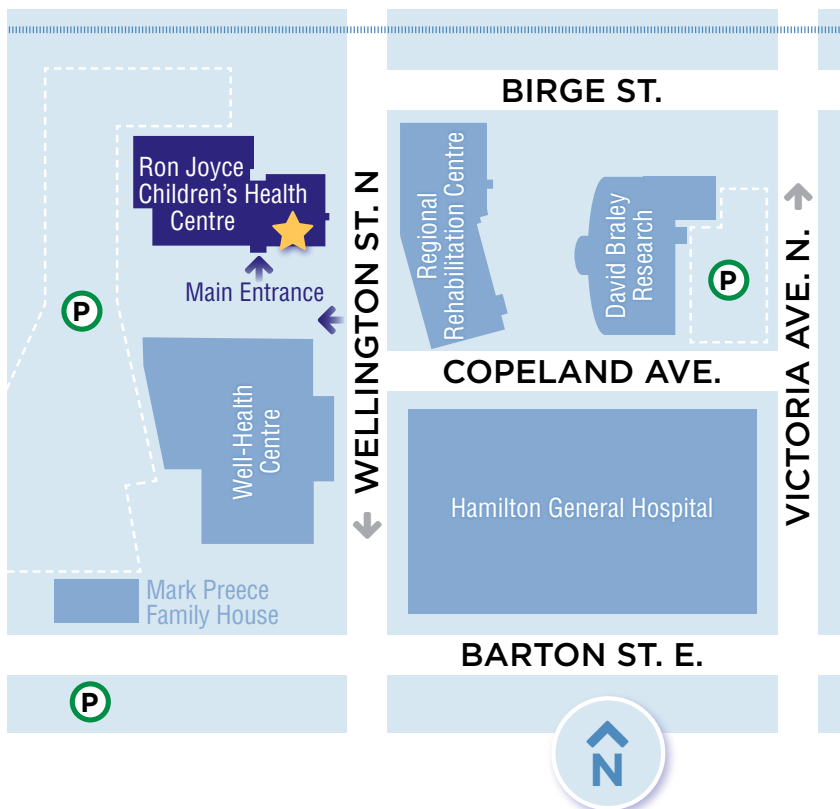 BIRGE ST.
Ron Joyce
Children's Health
Centre
Main Entrance
WELLINGTON ST. N
Regional
Rehabilitation Centre
David Braley
Research
P
VICTORIA AVE. N.
P
COPELAND AVE.
Well-Health
Centre
Hamilton General Hospital
Mark Preece
Family House
BARTON ST. E.
P
N